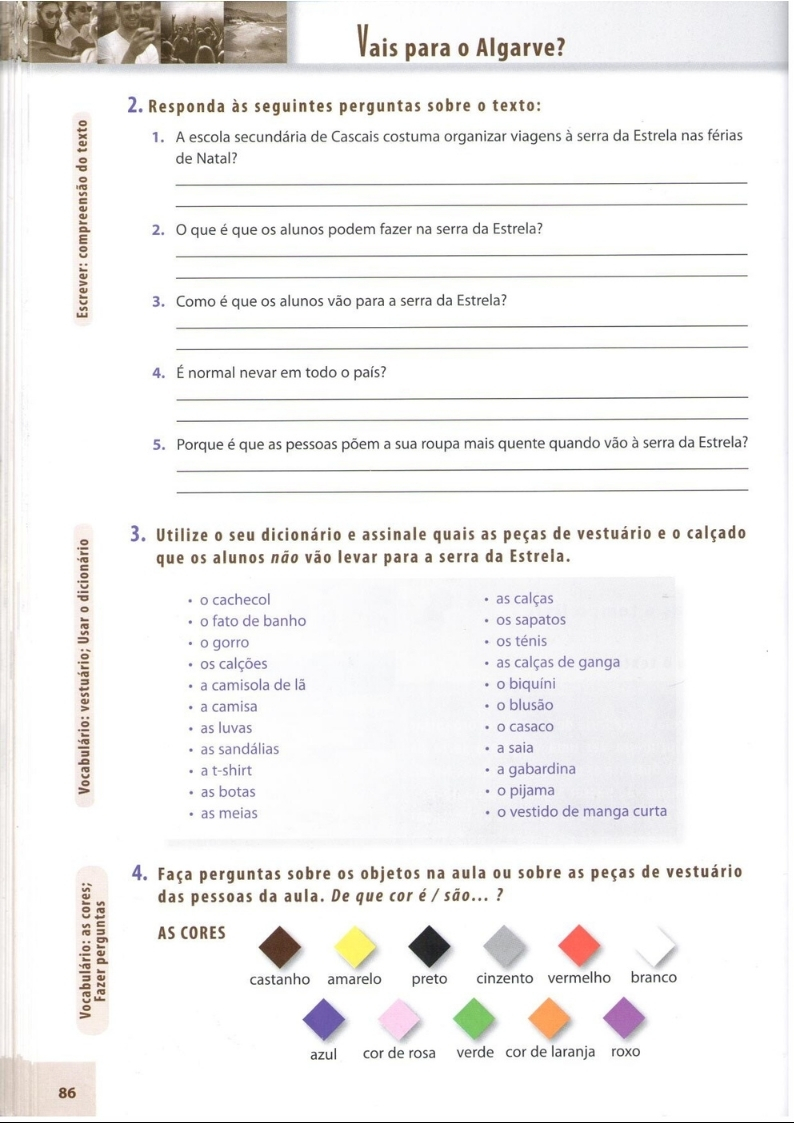 Vais para o Algarve?
Escrever: compreensão do texto
2. Responda às seguintes perguntas sobre o texto:
1. A escola secundária de Cascais costuma organizar viagens à serra da Estrela nas férias
de Natal?
2. O que é que os alunos podem fazer na serra da Estrela?
3. Como é que os alunos vão para a serra da Estrela?
4. É normal nevar em todo o país?
5. Porque é que as pessoas põem a sua roupa mais quente quando vão à serra da Estrela?
Vocabulário: vestuário; Usar o dicionário
3. Utilize o seu dicionário e assinale quais as peças de vestuário e o calçado
que os alunos não vão levar para a serra da Estrela.
• o cachecol
• o fato de banho
• o gorro
• os calções
• a camisola de lã
• a camisa
• as luvas
• as sandálias
• a t-shirt
• as botas
• as meias
• as calças
• os sapatos
• os ténis
• as calças de ganga
• o biquíni
• o blusão
• o casaco
• a saia
• a gabardina
• o pijama
• o vestido de manga curta
Vocabulário: as cores;
Fazer perguntas
4. Faça perguntas sobre os objetos na aula ou sobre as peças de vestuário
das pessoas da aula. De que cor é / são... ?
AS CORES
castanho amarelo preto cinzento vermelho branco
azul cor de rosa verde cor de laranja roxo
86